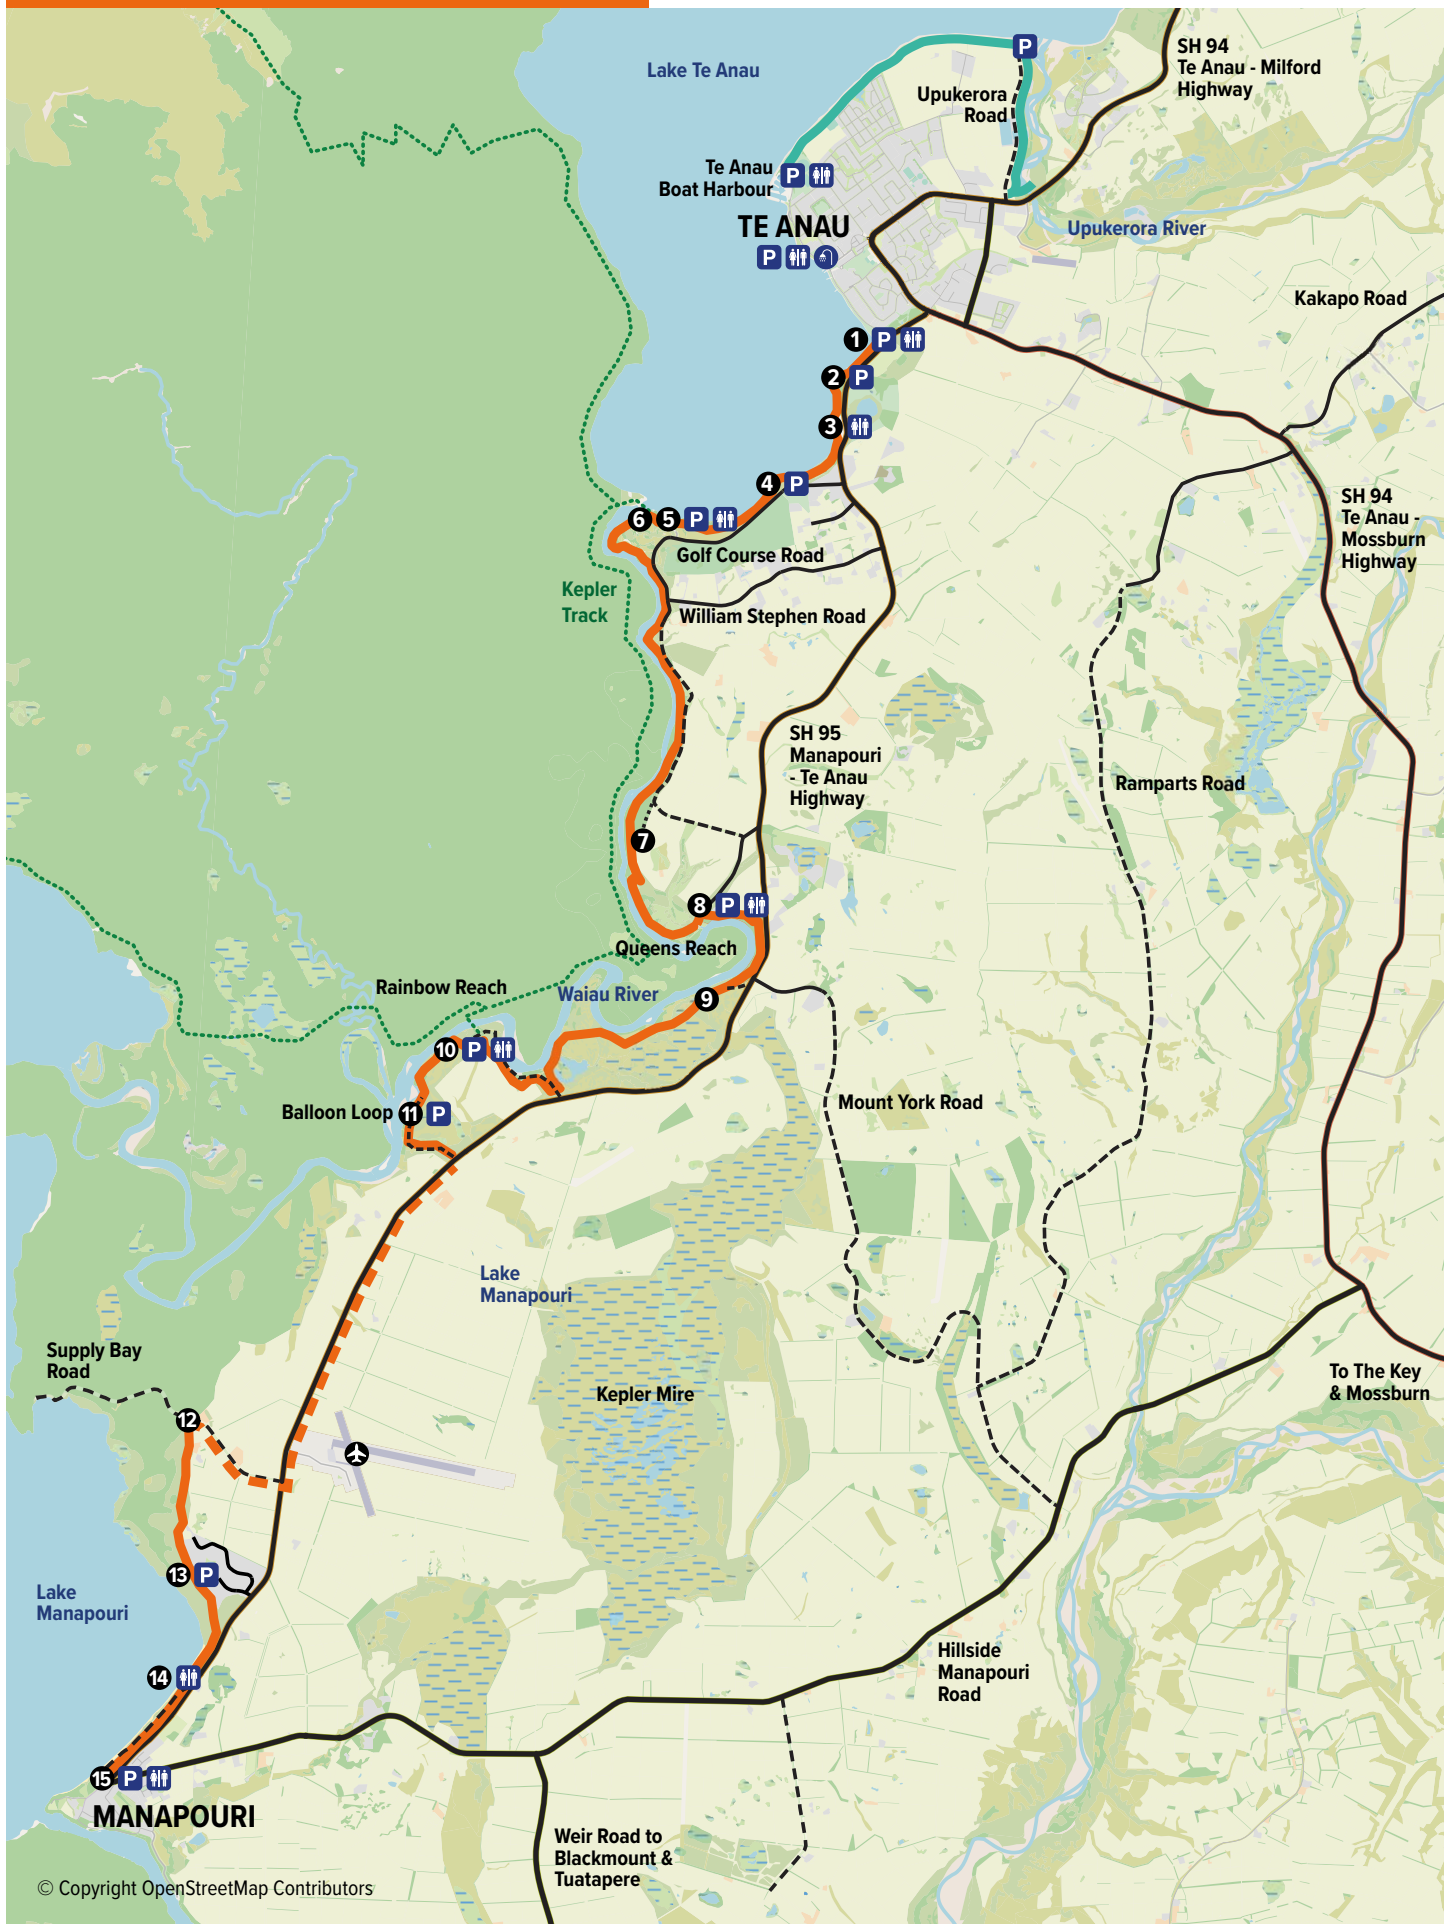 P
SH 94
Te Anau - Milford
Highway
Lake Te Anau
Upukerora
Road
Te Anau
Boat Harbour
P
TE ANAU
P
Upukerora River
Kakapo Road
1 P
2 P
3
4 P
SH 94
Te Anau -
Mossburn
Highway
6 5 P
Golf Course Road
Kepler
Track
William Stephen Road
SH 95
Manapouri
- Te Anau
Highway
Ramparts Road
7
8 P
Queens Reach
Rainbow Reach
Waiau River
9
10 P
Balloon Loop 11 P
Mount York Road
Lake
Manapouri
Supply Bay
Road
To The Key
& Mossburn
Kepler Mire
12
13 P
Lake
Manapouri
14
Hillside
Manapouri
Road
15 P
MANAPOURI
Weir Road to
Blackmount &
Tuatapere
© Copyright OpenStreetMap Contributors